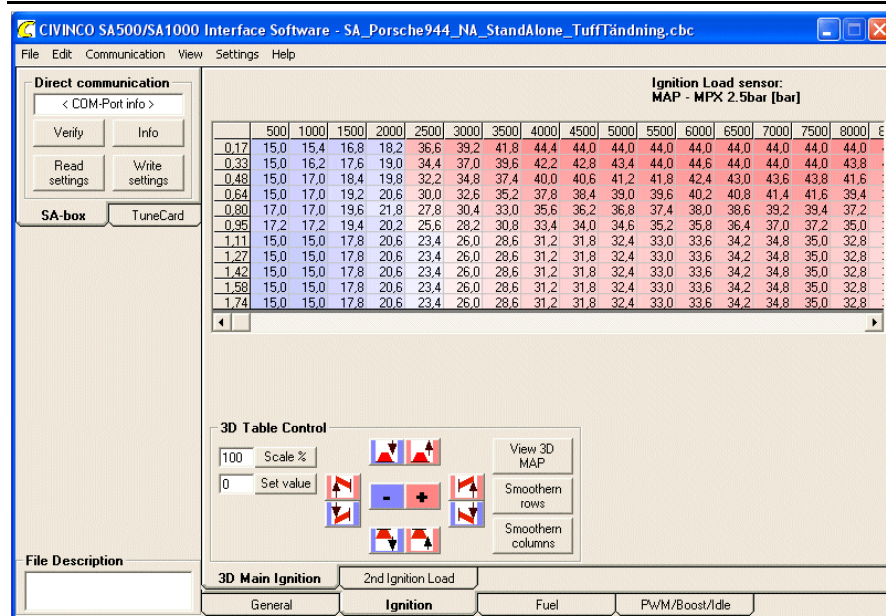 CIVINCO SA500/SA1000 Interface Software - SA_Porsche944_NA_StandAlone_TuffTändning.cbc
File Edit Communication View Settings Help
Direct communication
< COM-Port info >
Verify Info
Read settings Write settings
SA-box TuneCard
Ignition Load sensor:
MAP - MPX 2.5bar [bar]
500 1000 1500 2000 2500 3000 3500 4000 4500 5000 5500 6000 6500 7000 7500 8000
0,17 15,0 15,4 16,8 18,2 36,6 39,2 41,8 44,4 44,0 44,0 44,0 44,0 44,0 44,0 44,0 44,0
0,33 15,0 16,2 17,6 19,0 34,4 37,0 39,6 42,2 42,8 43,4 44,0 44,6 44,0 44,0 44,0 43,8
0,48 15,0 17,0 18,4 19,8 32,2 34,8 37,4 40,0 40,6 41,2 41,8 42,4 43,0 43,6 43,8 41,6
0,64 15,0 17,0 19,2 20,6 30,0 32,6 35,2 37,8 38,4 39,0 39,6 40,2 40,8 41,4 41,6 39,4
0,80 17,0 17,0 19,6 21,8 27,8 30,4 33,0 35,6 36,2 36,8 37,4 38,0 38,6 39,2 39,4 37,2
0,95 17,2 17,2 19,4 20,2 25,6 28,2 30,8 33,4 34,0 34,6 35,2 35,8 36,4 37,0 37,2 35,0
1,11 15,0 15,0 17,8 20,6 23,4 26,0 28,6 31,2 31,8 32,4 33,0 33,6 34,2 34,8 35,0 32,8
1,27 15,0 15,0 17,8 20,6 23,4 26,0 28,6 31,2 31,8 32,4 33,0 33,6 34,2 34,8 35,0 32,8
1,42 15,0 15,0 17,8 20,6 23,4 26,0 28,6 31,2 31,8 32,4 33,0 33,6 34,2 34,8 35,0 32,8
1,58 15,0 15,0 17,8 20,6 23,4 26,0 28,6 31,2 31,8 32,4 33,0 33,6 34,2 34,8 35,0 32,8
1,74 15,0 15,0 17,8 20,6 23,4 26,0 28,6 31,2 31,8 32,4 33,0 33,6 34,2 34,8 35,0 32,8
3D Table Control
100 Scale %
0 Set value
- +
View 3D MAP
Smoothern rows
Smoothern columns
File Description
3D Main Ignition 2nd Ignition Load
General Ignition Fuel PWM/Boost/Idle